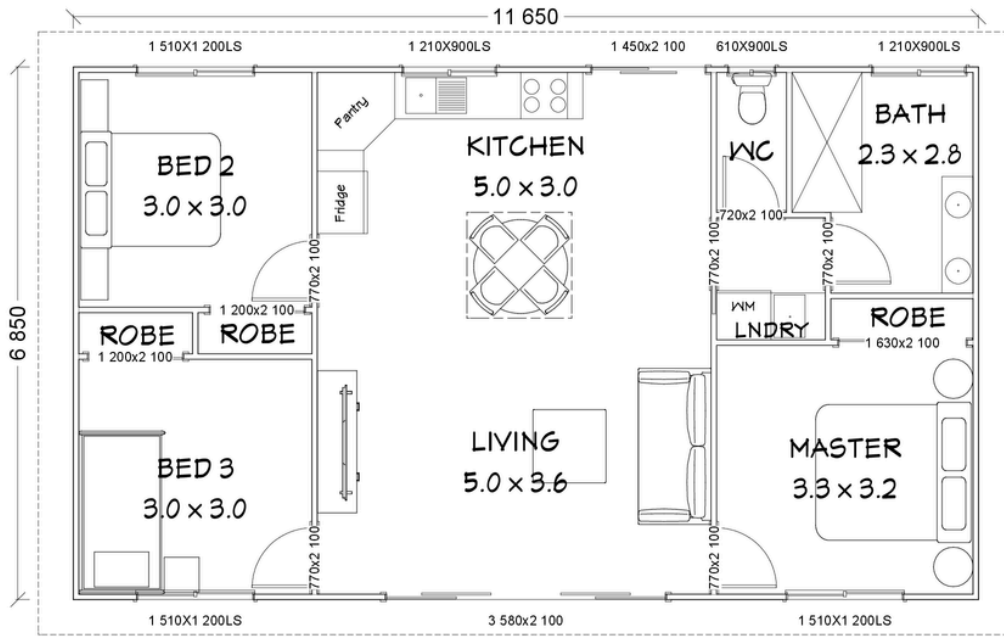 11 650
1 510X1 200LS
1 210X900LS
1 450x2 100
610X900LS
1 210X900LS
6 850
Pantry
BED 2
3.0 x 3.0
KITCHEN
5.0 x 3.0
Fridge
WC
BATH
2.3 x 2.8
720x2 100
770x2 100
770x2 100
770x2 100
1 200x2 100
ROBE
ROBE
1 200x2 100
WM
LNDRY
ROBE
1 630x2 100
BED 3
3.0 x 3.0
LIVING
5.0 x 3.6
MASTER
3.3 x 3.2
770x2 100
770x2 100
1 510X1 200LS
3 580x2 100
1 510X1 200LS